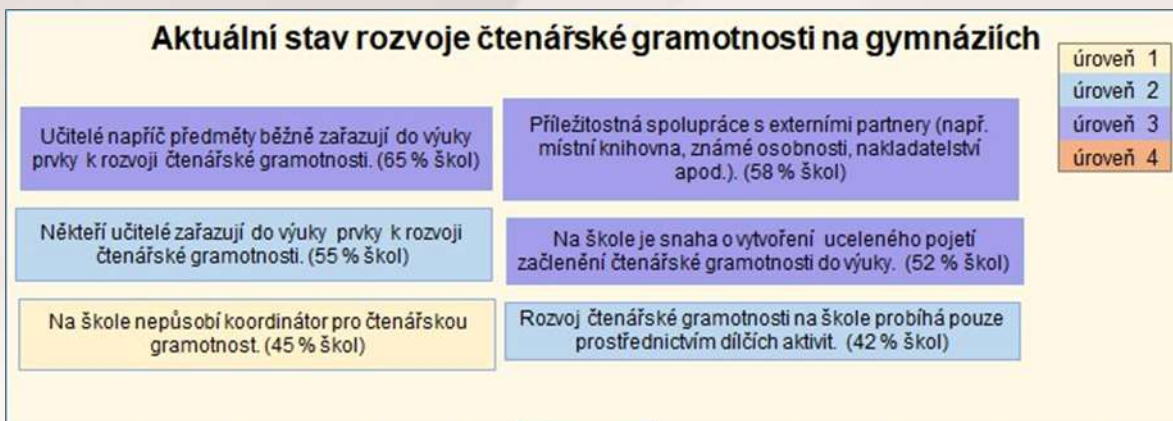 Aktuální stav rozvoje čtenářské gramotnosti na gymnáziích
úroveň 1
úroveň 2
úroveň 3
úroveň 4
Učitelé napříč předměty běžně zařazují do výuky
prvky k rozvoji čtenářské gramotnosti. (65 % škol)
Příležitostná spolupráce s externími partnery (např.
místní knihovna, známé osobnosti, nakladatelství
apod.). (58 % škol)
Někteří učitelé zařazují do výuky prvky k rozvoji
čtenářské gramotnosti. (55 % škol)
Na škole je snaha o vytvoření uceleného pojetí
začlenění čtenářské gramotnosti do výuky. (52 % škol)
Na škole nepůsobí koordinátor pro čtenářskou
gramotnost. (45 % škol)
Rozvoj čtenářské gramotnosti na škole probíhá pouze
prostřednictvím dílčích aktivit. (42 % škol)